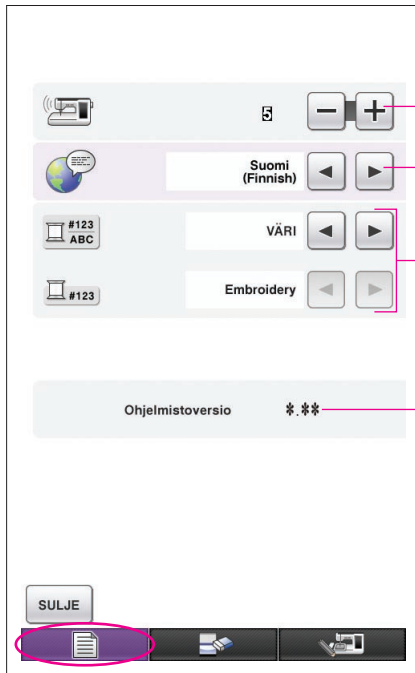 5
Suomi
(Finnish)
#123
ABC
VÄRI
#123
Embroidery
Ohjelmistoversio *.**
SULJE